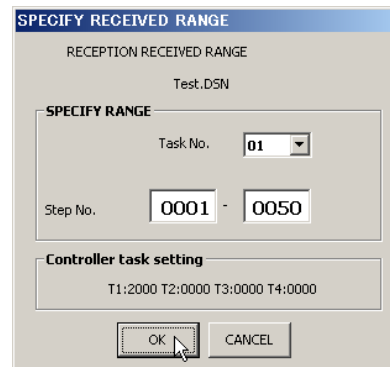 SPECIFY RECEIVED RANGE
RECEPTION RECEIVED RANGE
Test.DSN
SPECIFY RANGE
Task No. 01
Step No. 0001 - 0050
Controller task setting
T1:2000 T2:0000 T3:0000 T4:0000
OK CANCEL